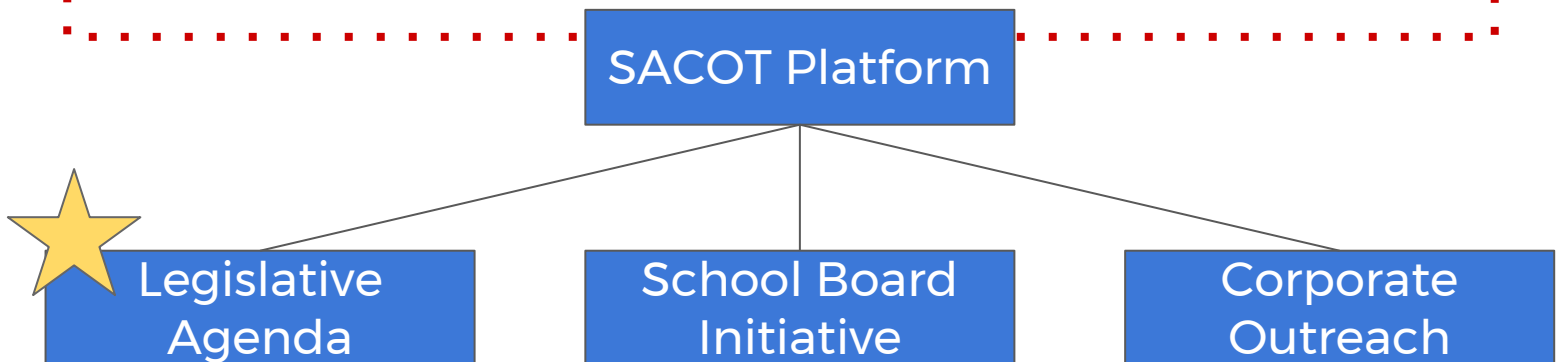 SACOT Platform
Legislative
Agenda
School Board
Initiative
Corporate
Outreach